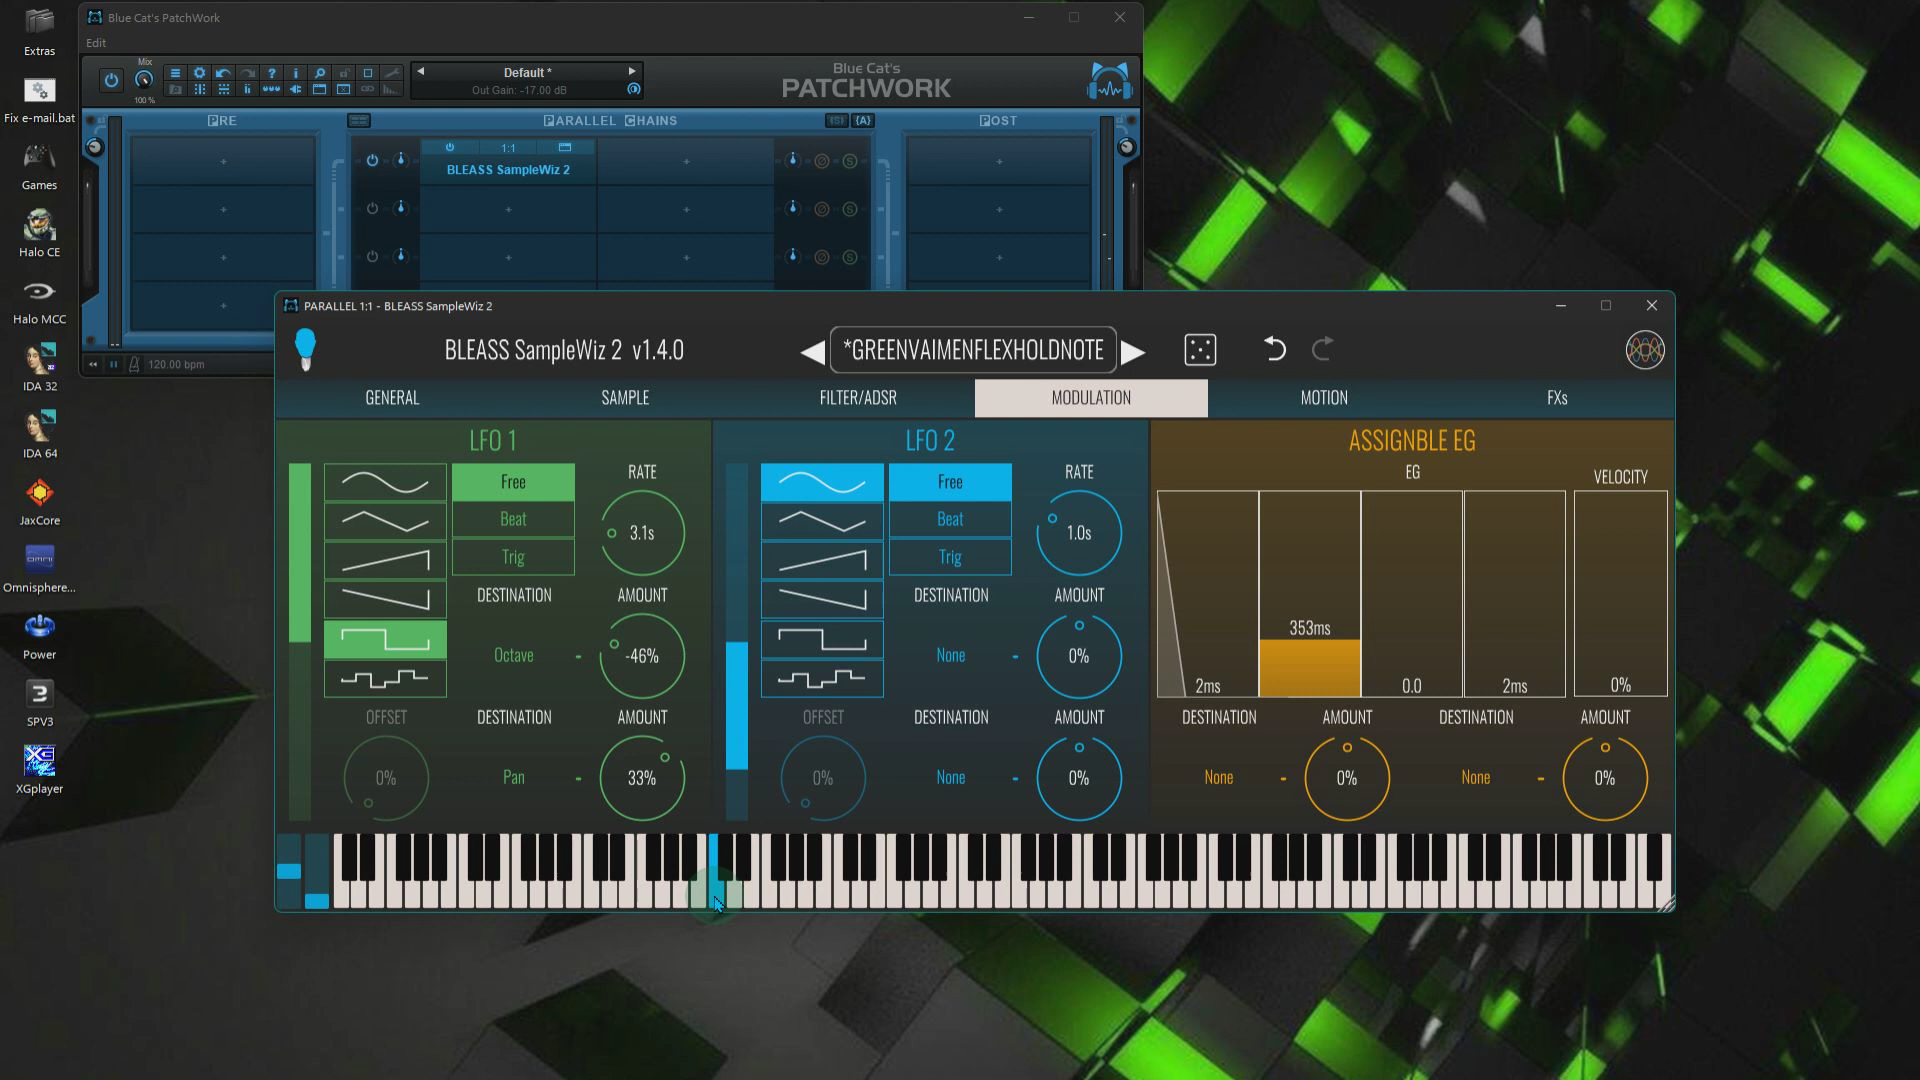 Extras
Fix e-mail.bat
Games
Halo CE
Halo MCC
IDA 32
IDA 64
JaxCore
Omnisphere...
Power
SPV3
XGplayer
Blue Cat's PatchWork
Edit
Mix
100 %
Default *
Out Gain: -17.00 dB
Blue Cat's
PATCHWORK
PRE
PARALLEL CHAINS
(S)
(A)
POST
1:1
BLEASS SampleWiz 2
120.00 bpm
PARALLEL 1:1 - BLEASS SampleWiz 2
BLEASS SampleWiz 2 v1.4.0
*GREENVAIMENFLEXHOLDNOTE
GENERAL
SAMPLE
FILTER/ADSR
MODULATION
MOTION
FXs
LFO 1
Free
Beat
Trig
RATE
3.1s
DESTINATION
AMOUNT
Octave
-
-46%
OFFSET
DESTINATION
AMOUNT
0%
Pan
-
33%
LFO 2
Free
Beat
Trig
RATE
1.0s
DESTINATION
AMOUNT
None
-
0%
OFFSET
DESTINATION
AMOUNT
0%
None
-
0%
ASSIGNBLE EG
EG
VELOCITY
2ms
353ms
0.0
2ms
0%
DESTINATION
AMOUNT
DESTINATION
AMOUNT
None
-
0%
None
-
0%